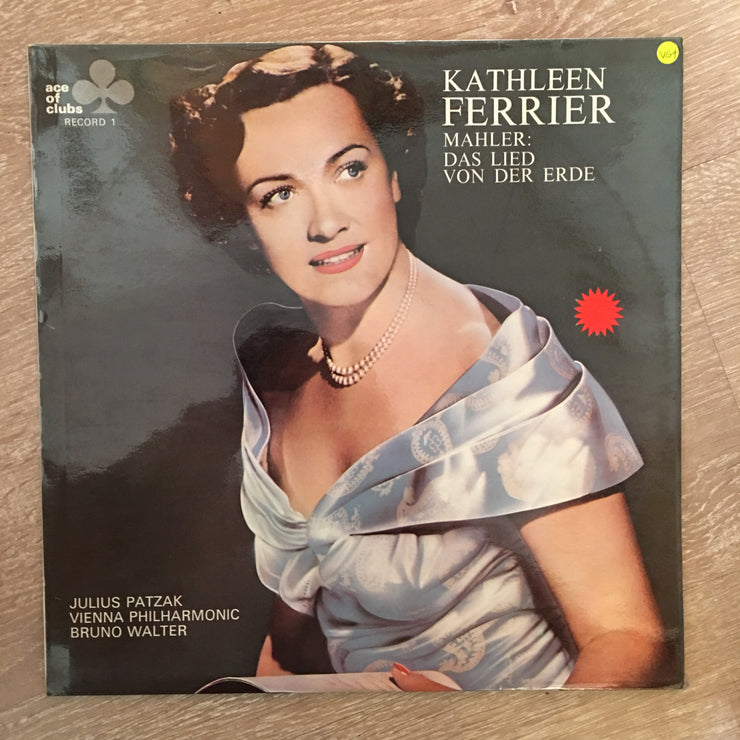 ace
of
clubs
RECORD 1
VG+
KATHLEEN
FERRIER
MAHLER:
DAS LIED
VON DER ERDE
JULIUS PATZAK
VIENNA PHILHARMONIC
BRUNO WALTER